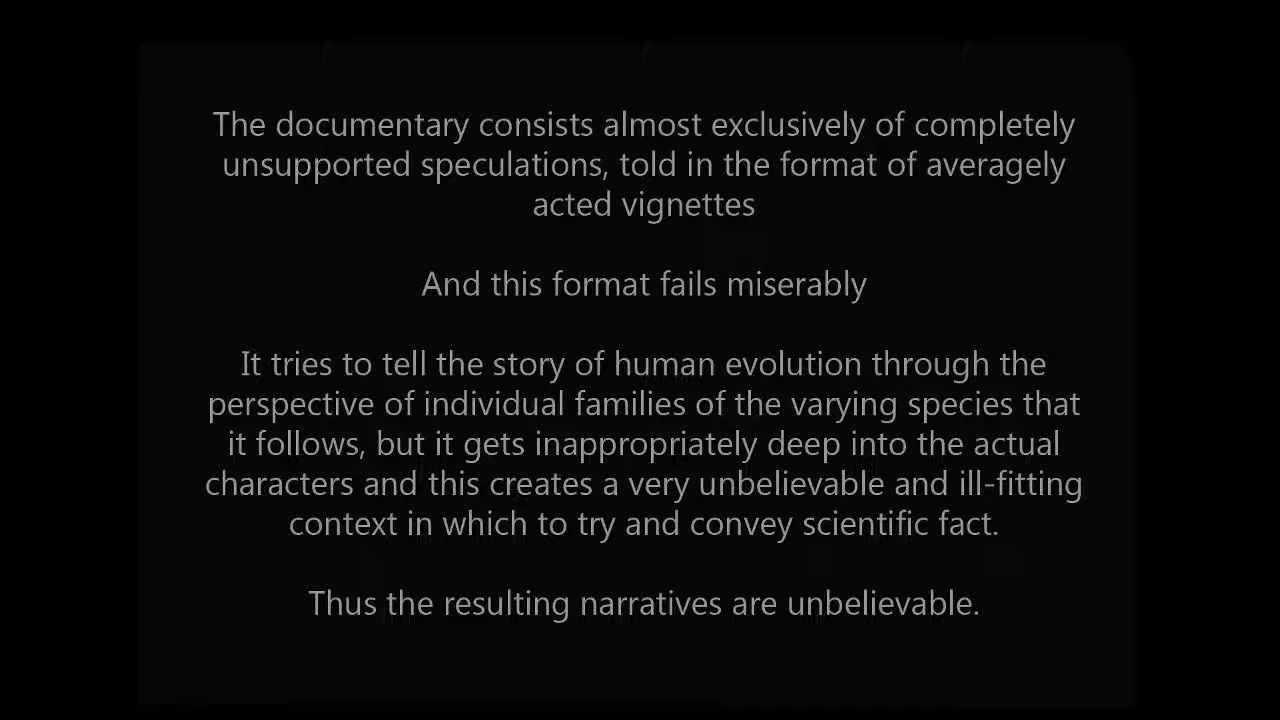 The documentary consists almost exclusively of completely
unsupported speculations, told in the format of averagely
acted vignettes
And this format fails miserably
It tries to tell the story of human evolution through the
perspective of individual families of the varying species that
it follows, but it gets inappropriately deep into the actual
characters and this creates a very unbelievable and ill-fitting
context in which to try and convey scientific fact.
Thus the resulting narratives are unbelievable.